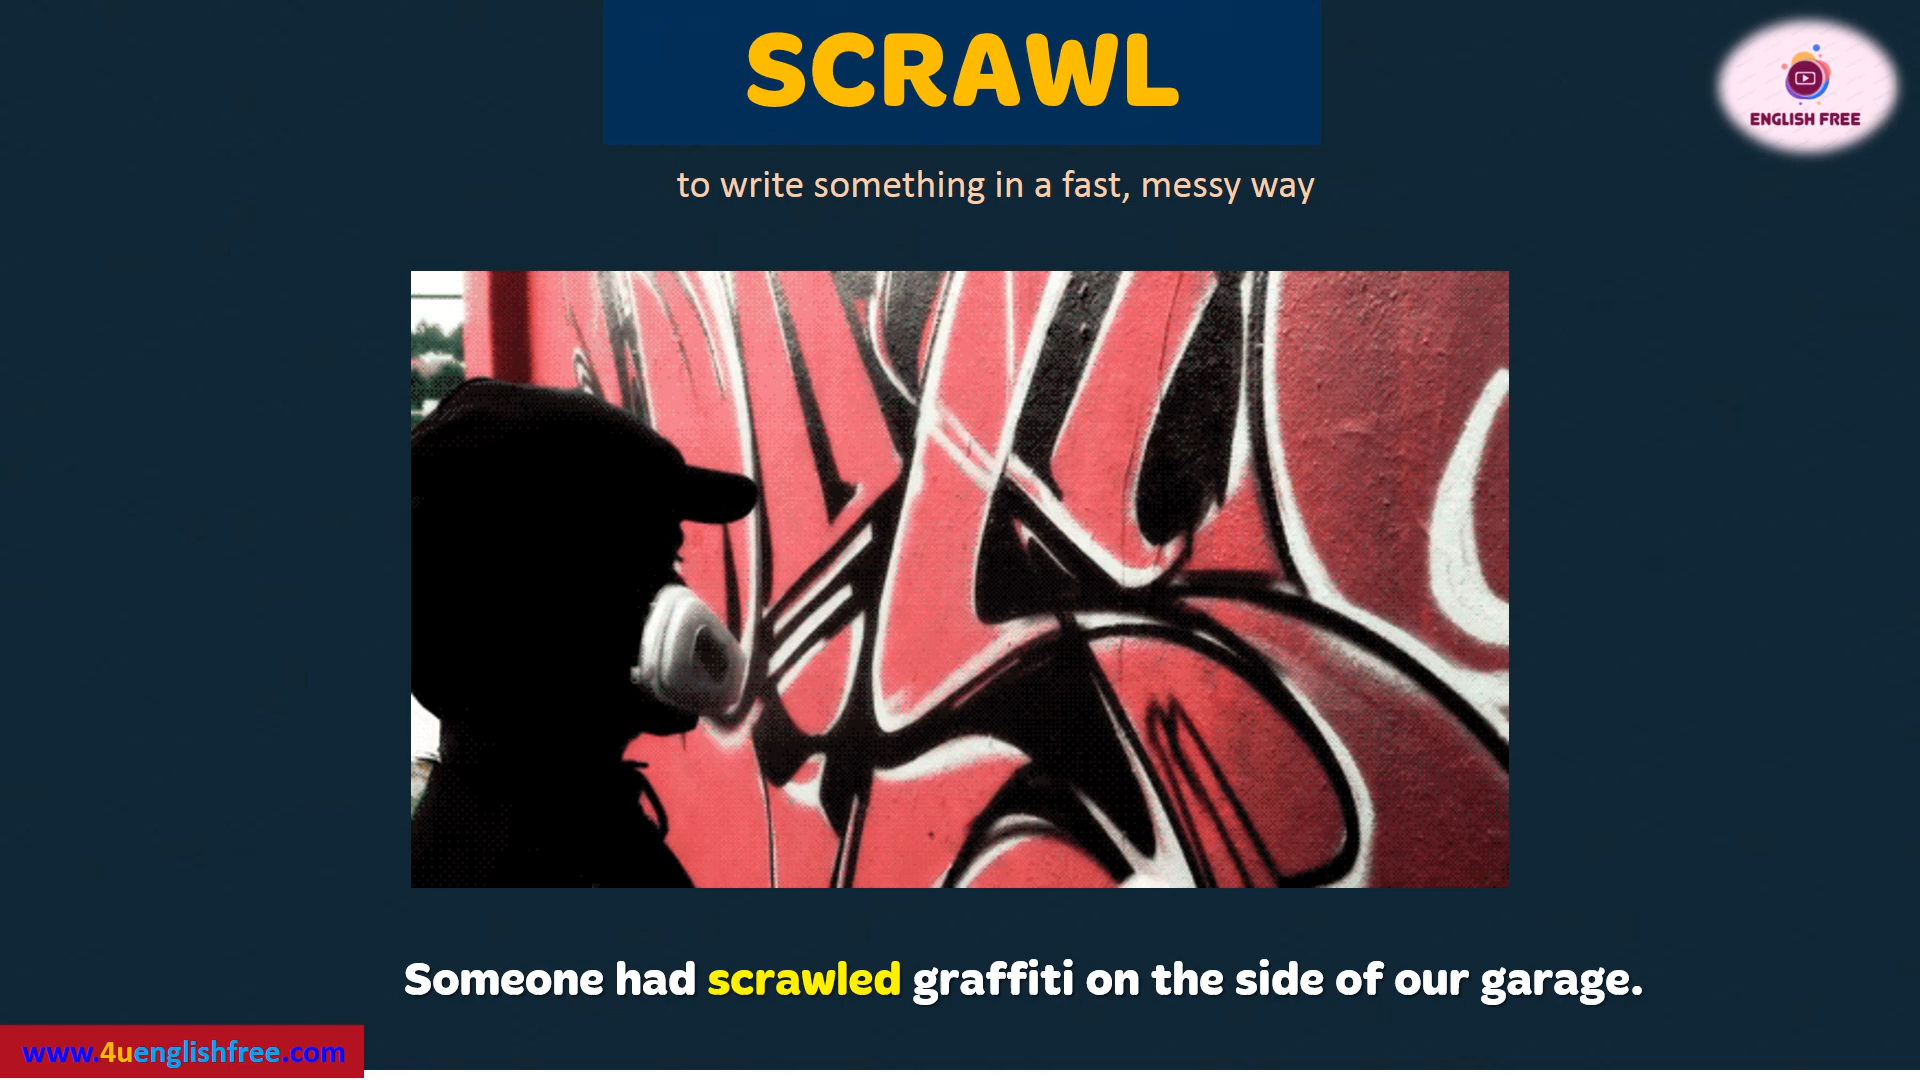 SCRAWL
ENGLISH FREE
to write something in a fast, messy way
Someone had scrawled graffiti on the side of our garage.
www.4uenglishfree.com